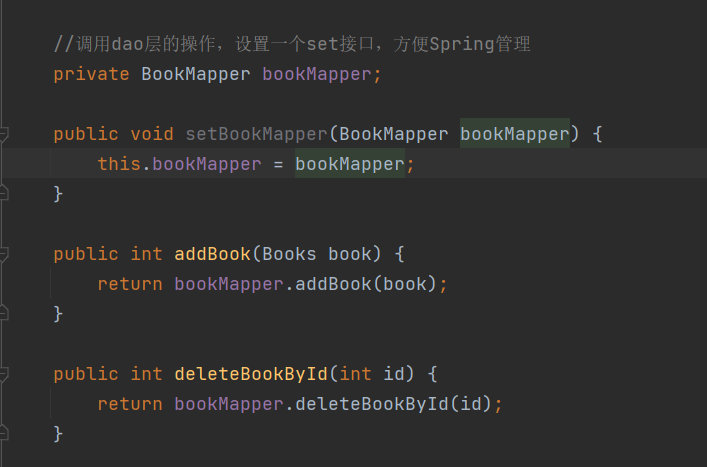 //调用dao层的操作，设置一个set接口，方便Spring管理
private BookMapper bookMapper;
public void setBookMapper(BookMapper bookMapper) {
this.bookMapper = bookMapper;
}
public int addBook(Books book) {
return bookMapper.addBook(book);
}
public int deleteBookById(int id) {
return bookMapper.deleteBookById(id);
}